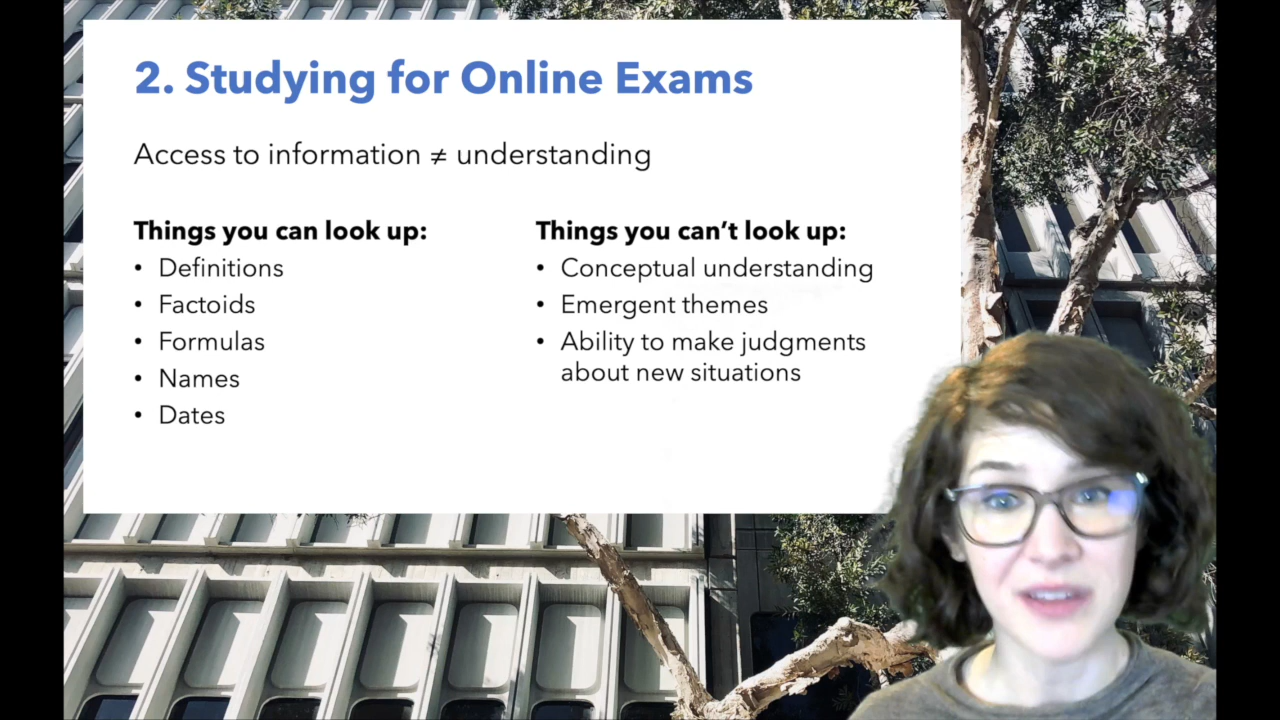 2. Studying for Online Exams
Access to information ≠ understanding
Things you can look up:
• Definitions
• Factoids
• Formulas
• Names
• Dates
Things you can’t look up:
• Conceptual understanding
• Emergent themes
• Ability to make judgments
about new situations